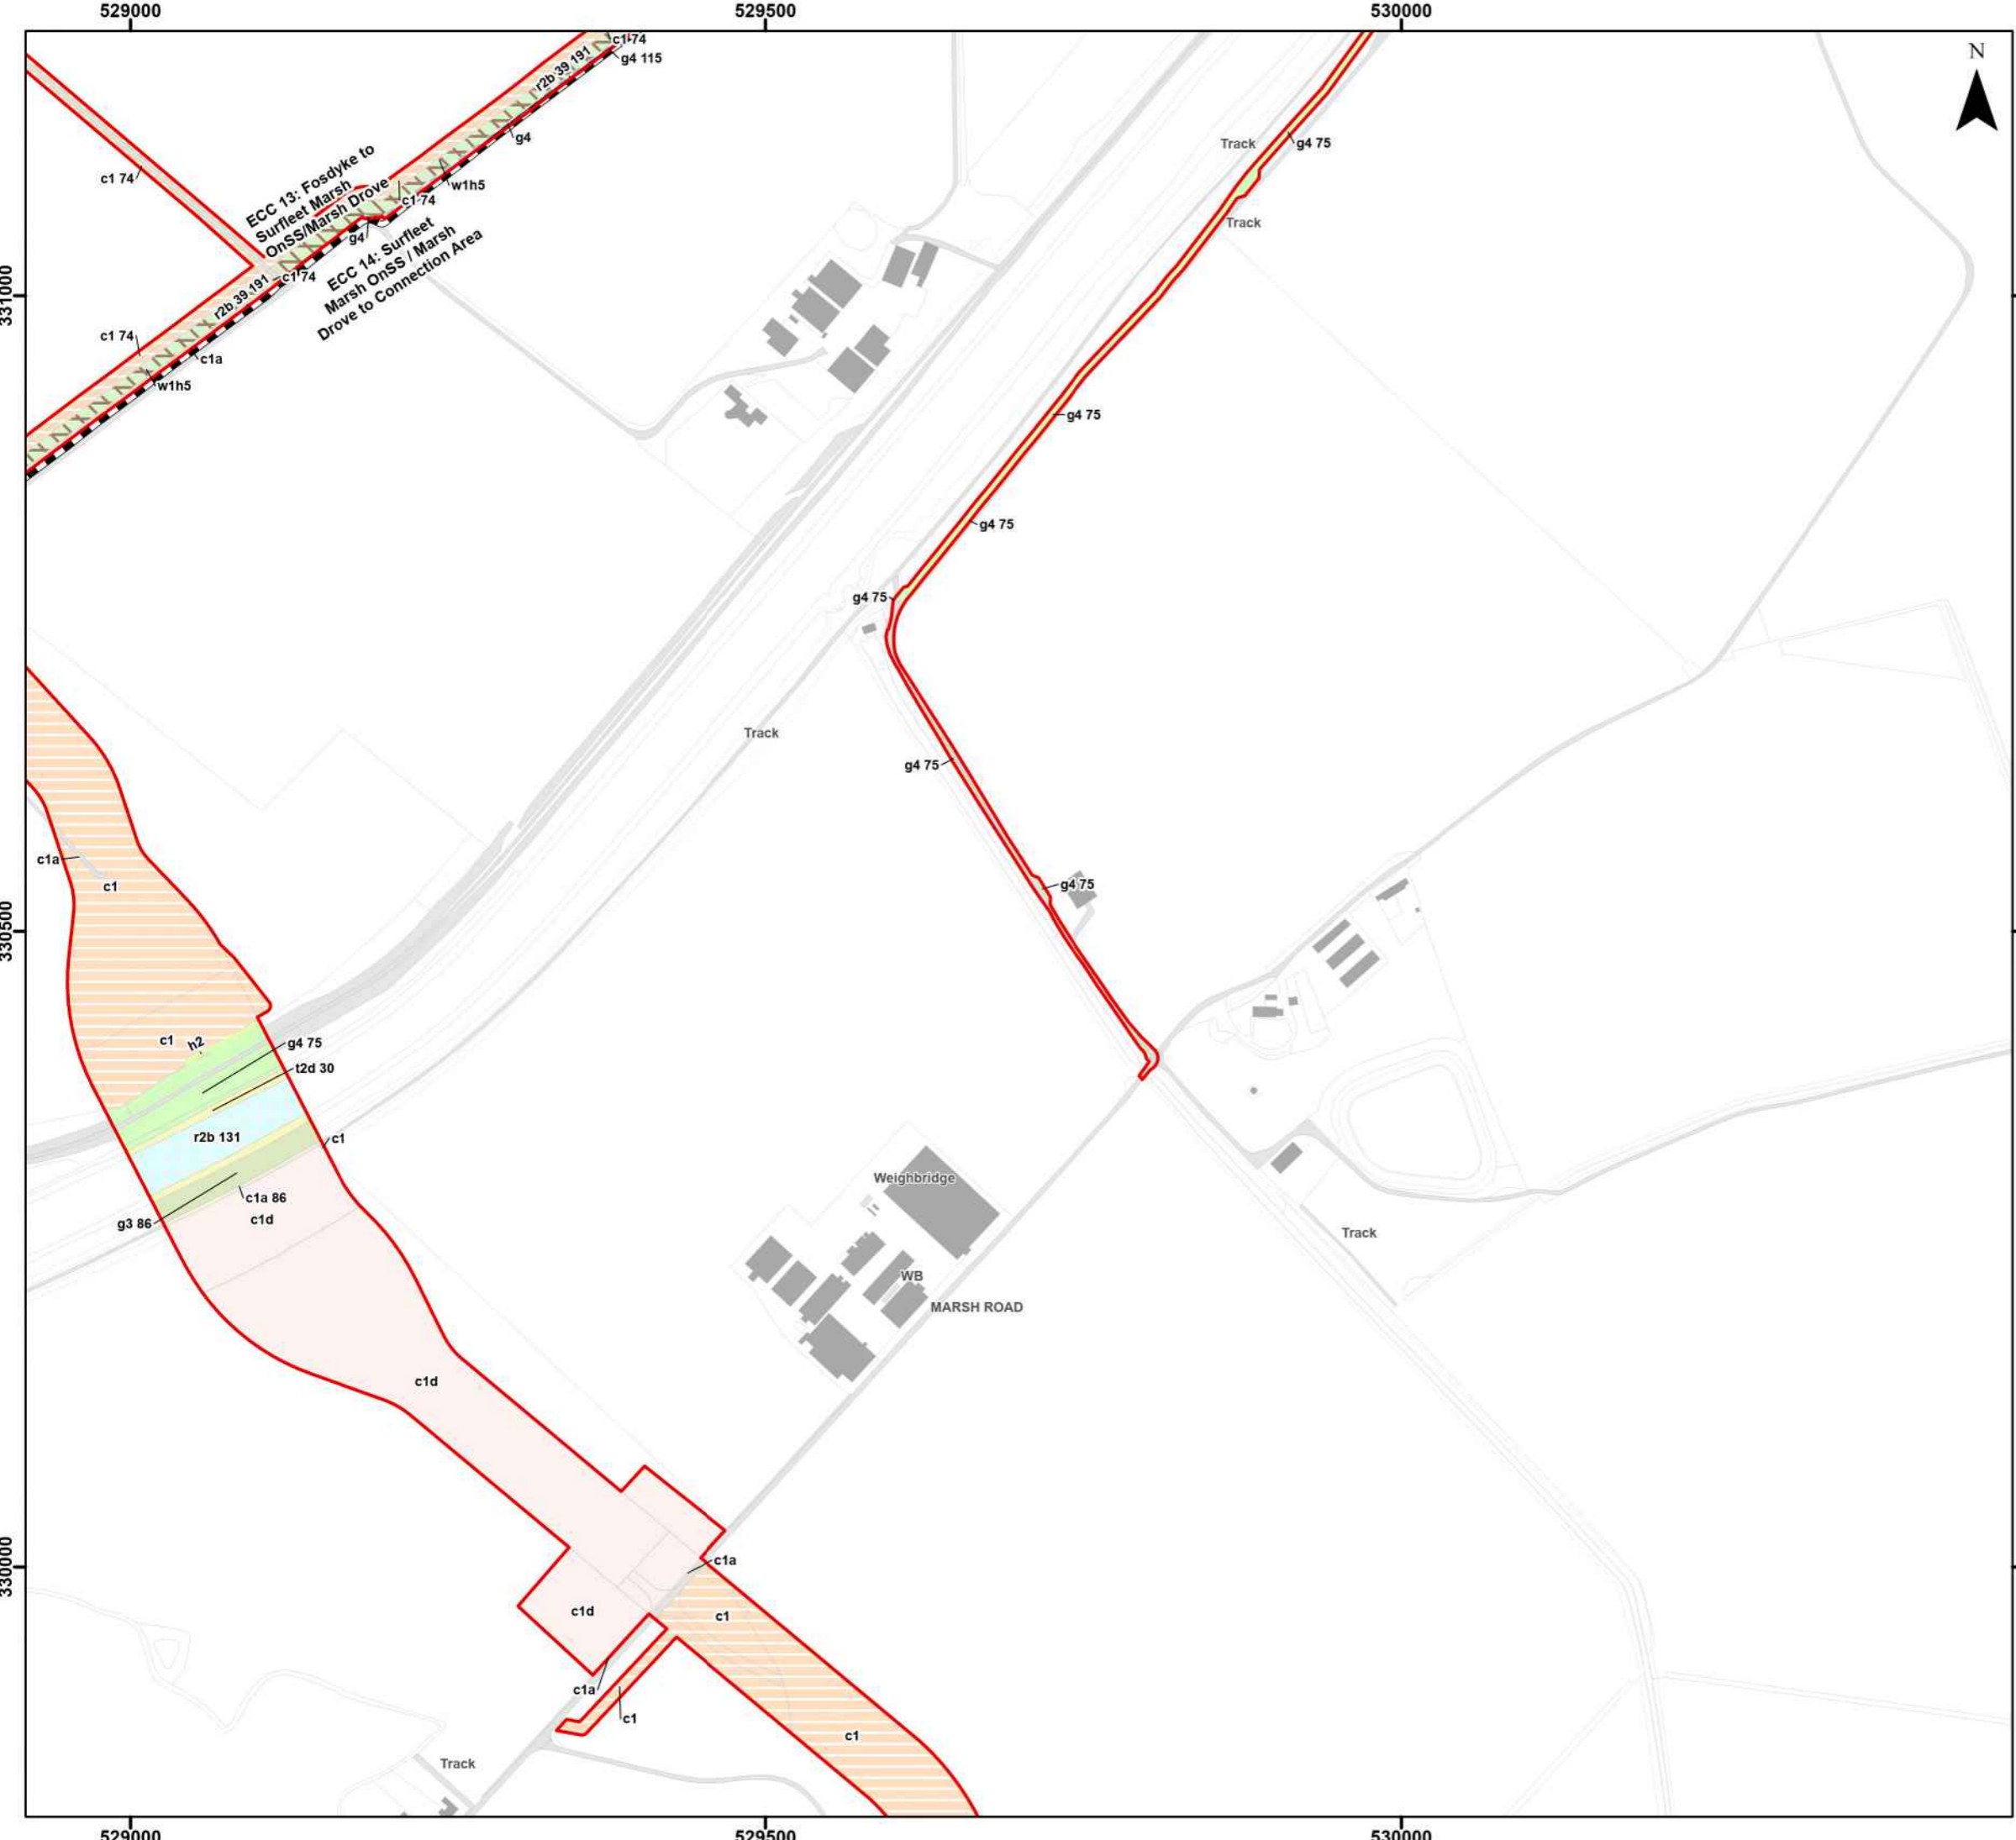 529000
529500
530000
N
c1 74
g4 115
r2b 39 191
g4
w1h5
c1 74
c1 74
ECC 13: Fosdyke to
Surfleet Marsh
OnSS/Marsh Drove
g4
ECC 14: Surfleet
Marsh OnSS / Marsh
Drove to Connection Area
c1 74
r2b 39 191
c1 74
c1a
w1h5
331000
Track
g4 75
Track
g4 75
g4 75
g4 75
Track
g4 75
c1a
c1
g4 75
330500
c1
h2
g4 75
t2d 30
r2b 131
c1
c1a 86
g3 86
c1d
Weighbridge
Track
WB
MARSH ROAD
c1d
c1a
330000
c1d
c1
c1a
c1
c1
Track
529000
529500
530000